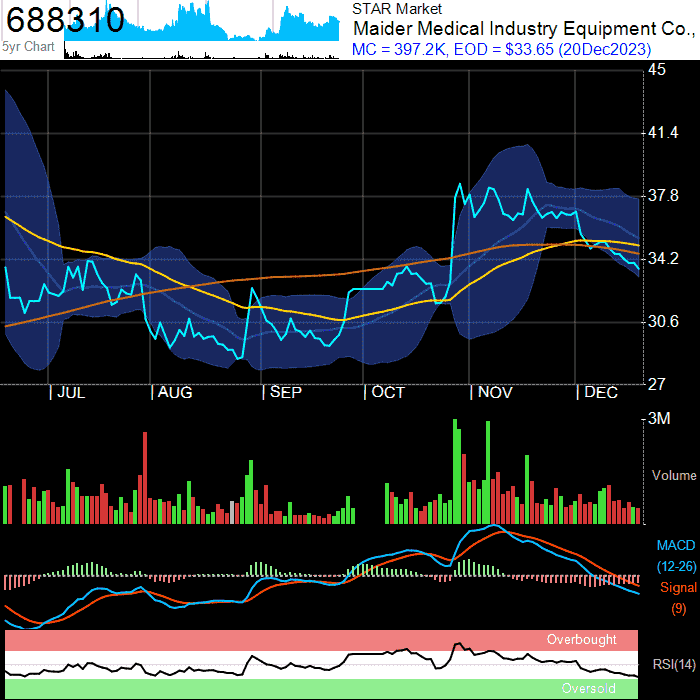 688310
5yr Chart
STAR Market
Maider Medical Industry Equipment Co.,
MC = 397.2K, EOD = $33.65 (20Dec2023)
45
41.4
37.8
34.2
30.6
27
JUL
AUG
SEP
OCT
NOV
DEC
3M
Volume
MACD
(12-26)
Signal
(9)
Overbought
RSI(14)
Oversold